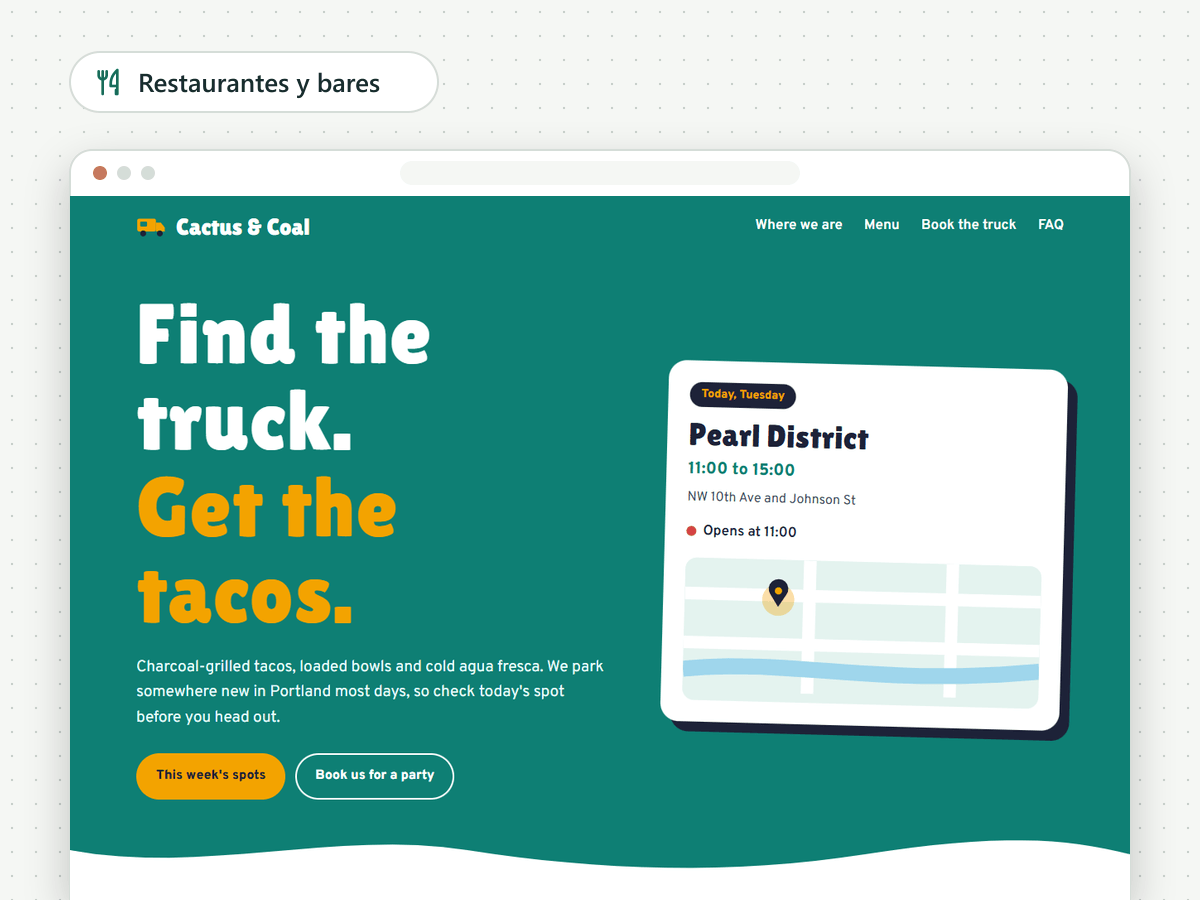 Restaurantes y bares
Cactus & Coal
Where we are
Menu
Book the truck
FAQ
Find the
truck.
Get the
tacos.
Charcoal-grilled tacos, loaded bowls and cold agua fresca. We park
somewhere new in Portland most days, so check today's spot
before you head out.
This week's spots
Book us for a party
Today, Tuesday
Pearl District
11:00 to 15:00
NW 10th Ave and Johnson St
Opens at 11:00